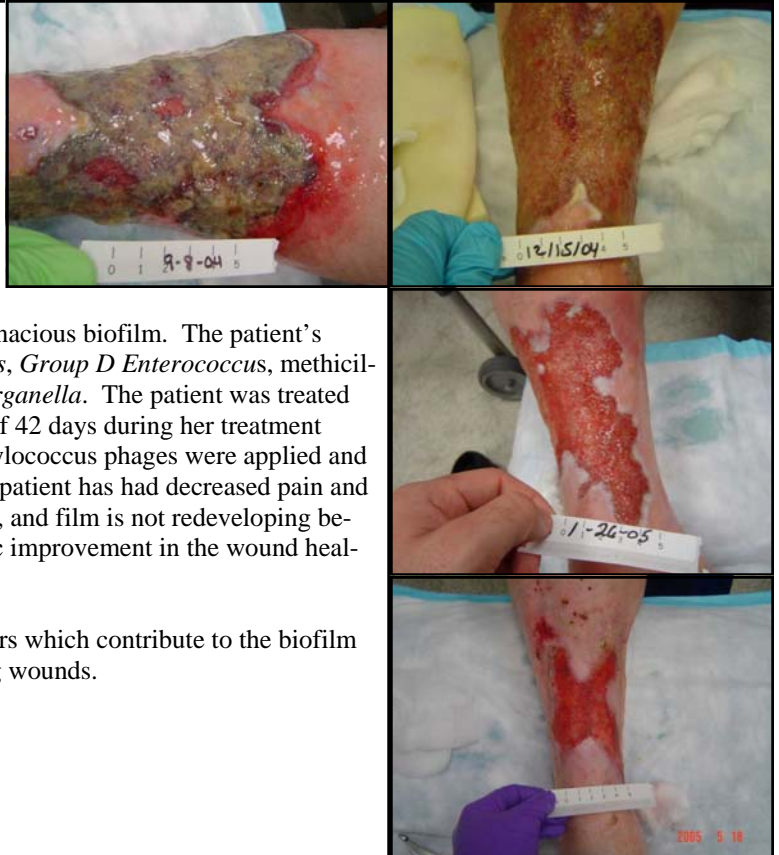 9-8-04
0 1 5
12/15/04
0 4 5
nacious biofilm. The patient's
s, Group D Enterococcus, methicil-
rganella. The patient was treated
f 42 days during her treatment
ylococcus phages were applied and
patient has had decreased pain and
, and film is not redeveloping be-
c improvement in the wound heal-
1-26-05
0 5
rs which contribute to the biofilm
g wounds.
2005 5 18